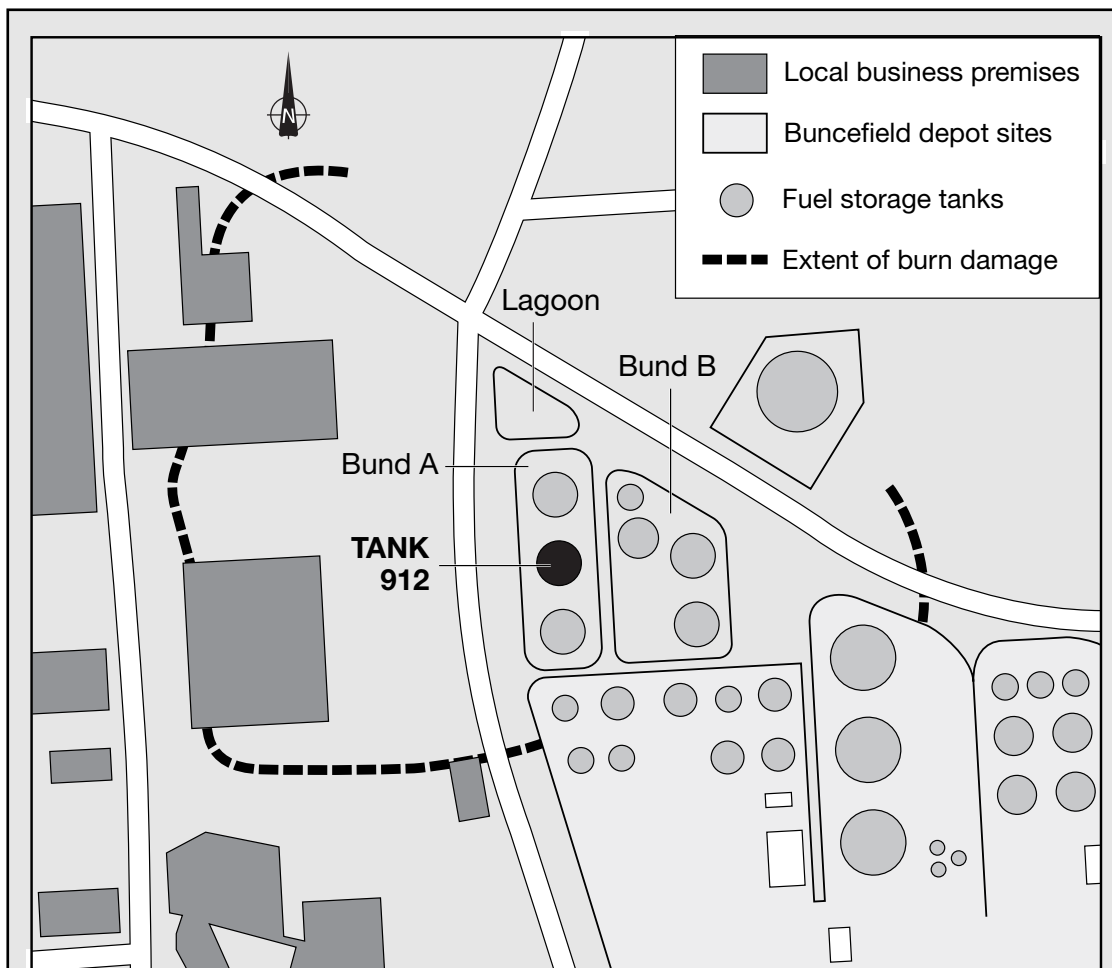 Local business premises
Buncefield depot sites
Fuel storage tanks
Extent of burn damage
N
Lagoon
Bund B
Bund A
TANK
912